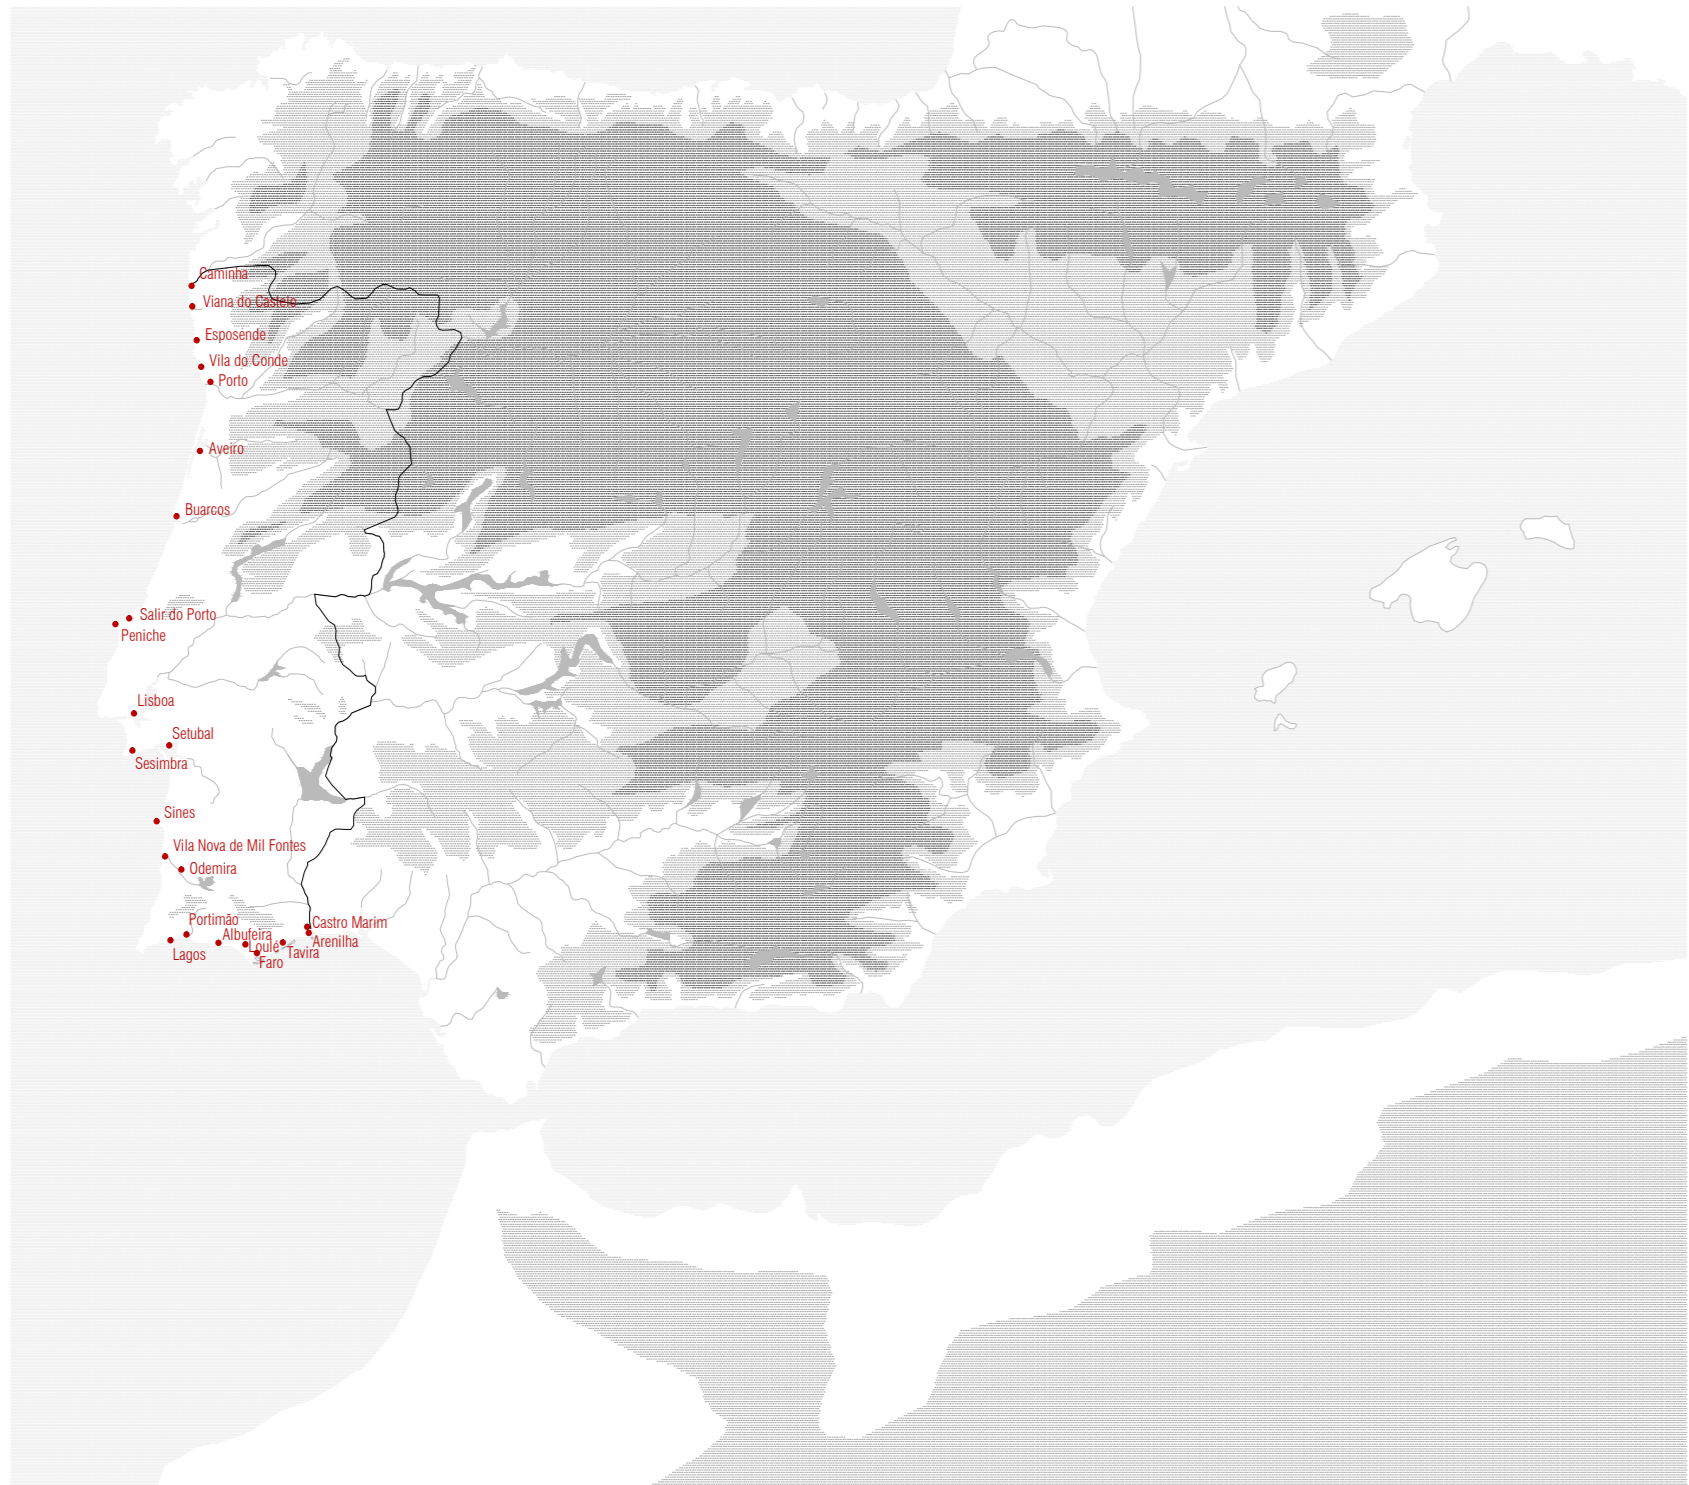 Caminha
Viana do Castelo
Esposende
Vila do Conde
Porto
Aveiro
Buarcos
Salir do Porto
Peniche
Lisboa
Setubal
Sesimbra
Sines
Vila Nova de Mil Fontes
Odemira
Portimão
Castro Marim
Albufeira
Arenilha
Loulé
Tavira
Lagos
Faro